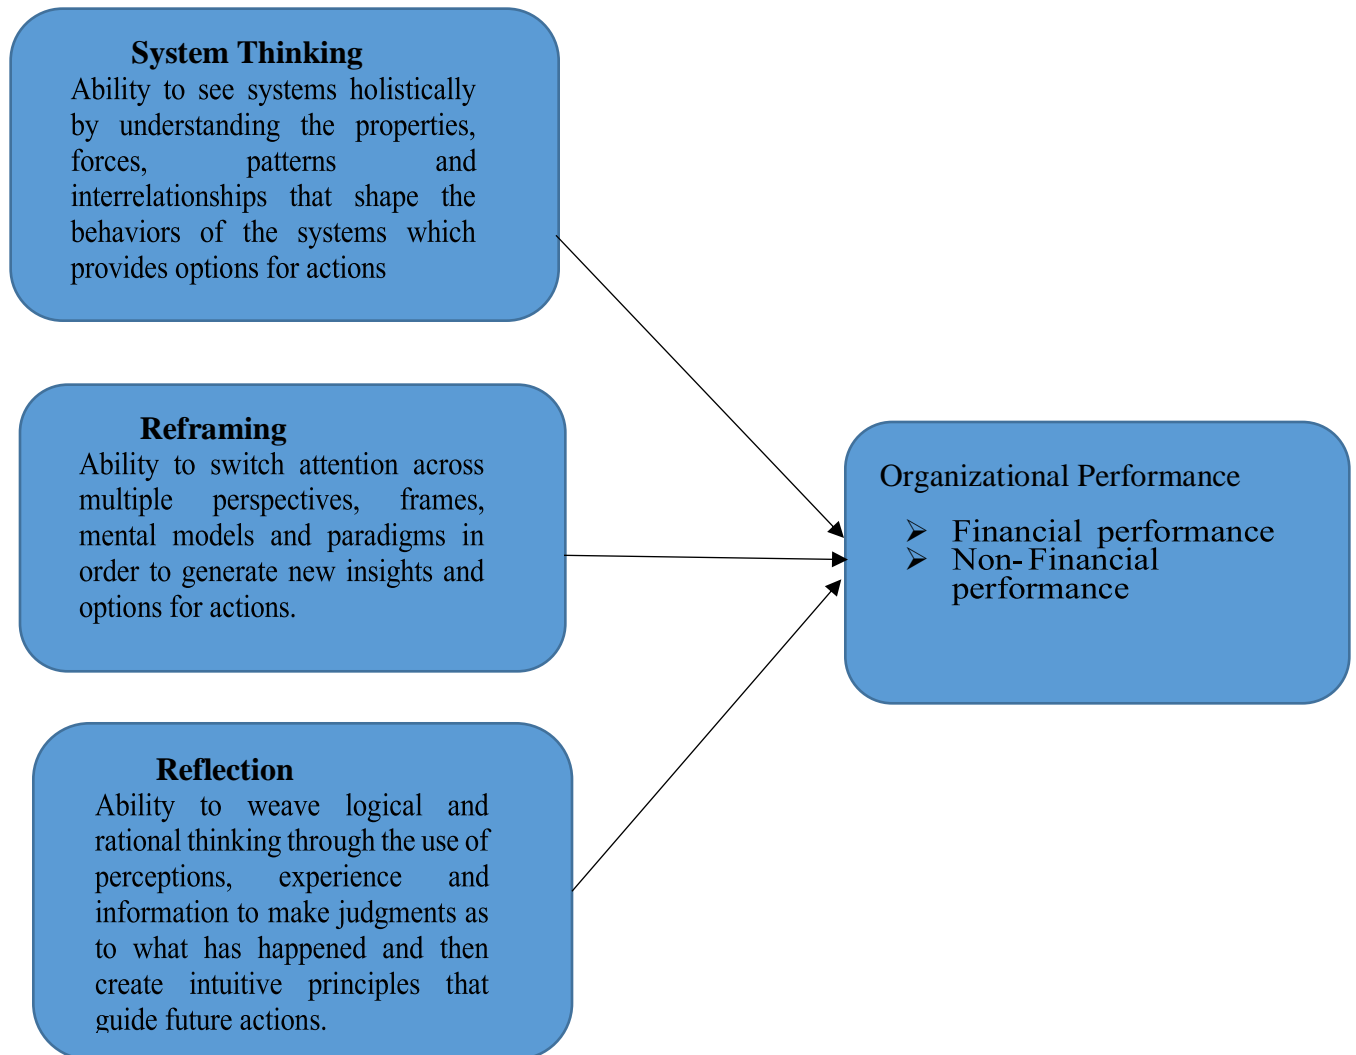 System Thinking
Ability to see systems holistically
by understanding the properties,
forces, patterns and
interrelationships that shape the
behaviors of the systems which
provides options for actions
Reframing
Ability to switch attention across
multiple perspectives, frames,
mental models and paradigms in
order to generate new insights and
options for actions.
Reflection
Ability to weave logical and
rational thinking through the use of
perceptions, experience and
information to make judgments as
to what has happened and then
create intuitive principles that
guide future actions.
Organizational Performance
➢ Financial performance
➢ Non-Financial
performance